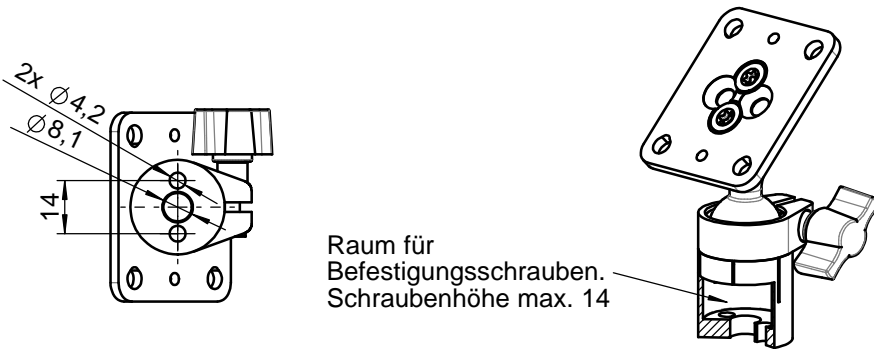 2x ∅4,2
∅8,1
14
Raum für
Befestigungsschrauben.
Schraubenhöhe max. 14